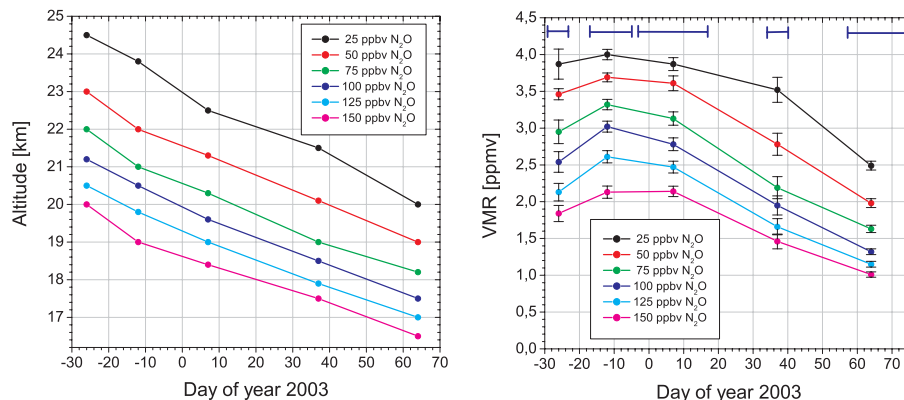 25
24
23
22
21
20
19
18
17
Altitude [km]
-30 -20 -10 0 10 20 30 40 50 60 70
Day of year 2003
25 ppbv N₂O
50 ppbv N₂O
75 ppbv N₂O
100 ppbv N₂O
125 ppbv N₂O
150 ppbv N₂O
4,5
4,0
3,5
3,0
2,5
2,0
1,5
1,0
0,5
0,0
VMR [ppmv]
-30 -20 -10 0 10 20 30 40 50 60 70
Day of year 2003
25 ppbv N₂O
50 ppbv N₂O
75 ppbv N₂O
100 ppbv N₂O
125 ppbv N₂O
150 ppbv N₂O